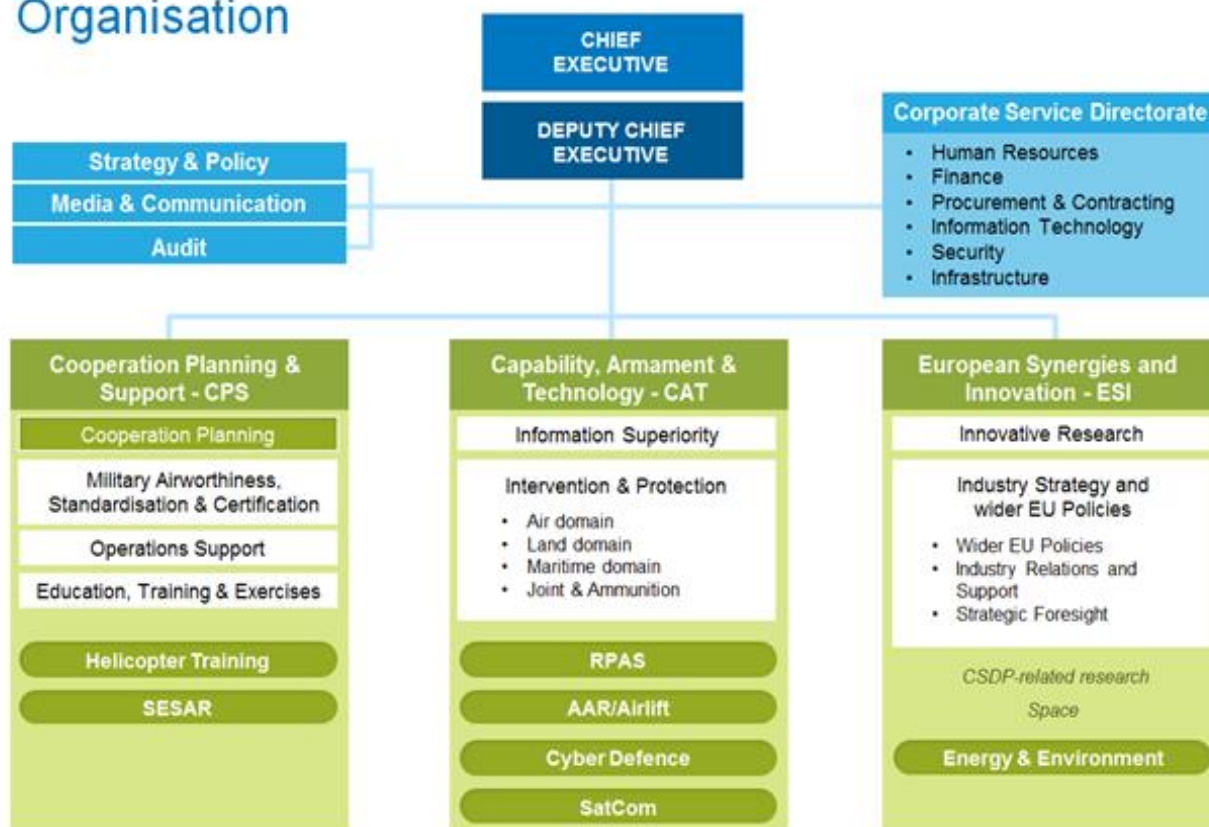 Organisation
CHIEF
EXECUTIVE
DEPUTY CHIEF
EXECUTIVE
Strategy & Policy
Media & Communication
Audit
Corporate Service Directorate
• Human Resources
• Finance
• Procurement & Contracting
• Information Technology
• Security
• Infrastructure
Cooperation Planning &
Support - CPS
Cooperation Planning
Military Airworthiness,
Standardisation & Certification
Operations Support
Education, Training & Exercises
Helicopter Training
SESAR
Capability, Armament &
Technology - CAT
Information Superiority
Intervention & Protection
• Air domain
• Land domain
• Maritime domain
• Joint & Ammunition
RPAS
AAR/Airlift
Cyber Defence
SatCom
European Synergies and
Innovation - ESI
Innovative Research
Industry Strategy and
wider EU Policies
• Wider EU Policies
• Industry Relations and
Support
• Strategic Foresight
CSDP-related research
Space
Energy & Environment